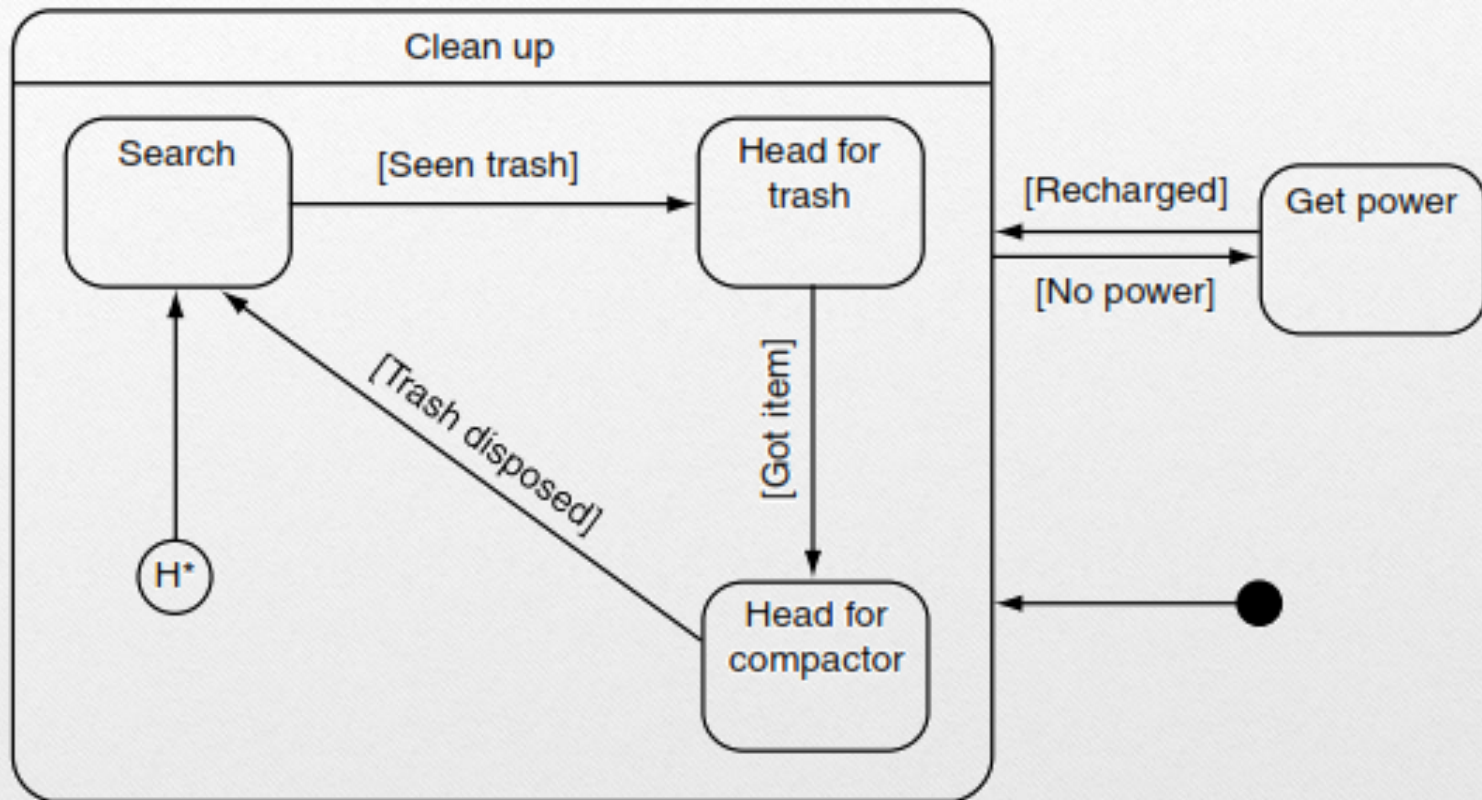 Clean up
Search
[Seen trash]
Head for
trash
[Recharged]
Get power
[No power]
[Trash disposed]
[Got item]
H*
Head for
compactor